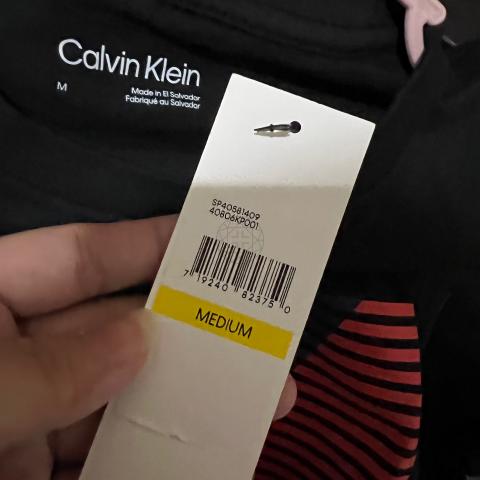 Calvin Klein
M
Made in El Salvador
Fabriqué au Salvador
SP40581409
40806KP001
7 19240 82375 0
MEDIUM